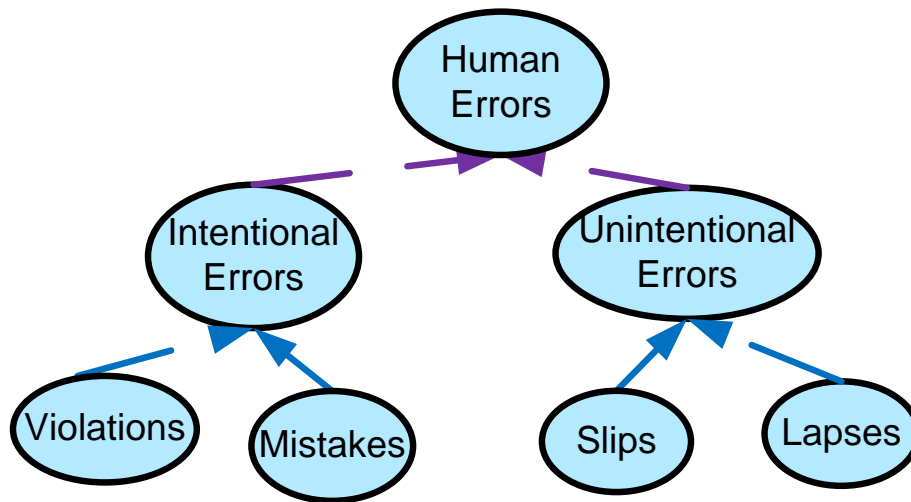 Human
Errors
Intentional
Errors
Unintentional
Errors
Violations
Mistakes
Slips
Lapses